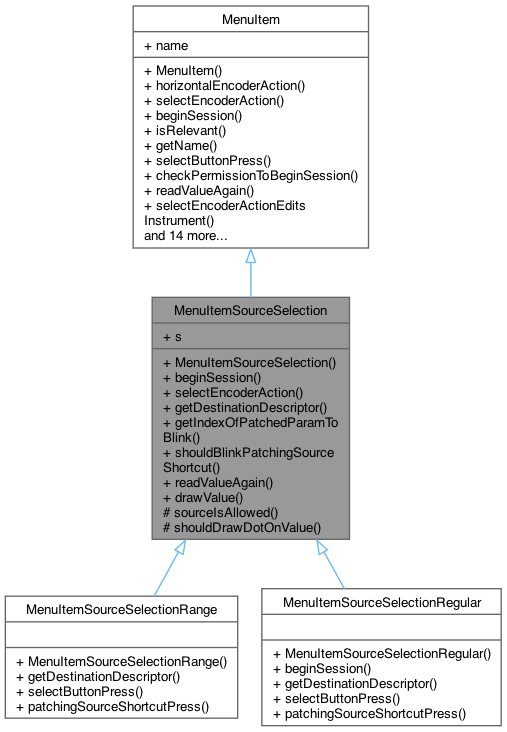 MenuItem
+ name
+ MenuItem()
+ horizontalEncoderAction()
+ selectEncoderAction()
+ beginSession()
+ isRelevant()
+ getName()
+ selectButtonPress()
+ checkPermissionToBeginSession()
+ readValueAgain()
+ selectEncoderActionEdits
Instrument()
and 14 more...
MenuItemSourceSelection
+ s
+ MenuItemSourceSelection()
+ beginSession()
+ selectEncoderAction()
+ getDestinationDescriptor()
+ getIndexOfPatchedParamTo
Blink()
+ shouldBlinkPatchingSource
Shortcut()
+ readValueAgain()
+ drawValue()
# sourceIsAllowed()
# shouldDrawDotOnValue()
MenuItemSourceSelectionRange
+ MenuItemSourceSelectionRange()
+ getDestinationDescriptor()
+ selectButtonPress()
+ patchingSourceShortcutPress()
MenuItemSourceSelectionRegular
+ MenuItemSourceSelectionRegular()
+ beginSession()
+ getDestinationDescriptor()
+ selectButtonPress()
+ patchingSourceShortcutPress()